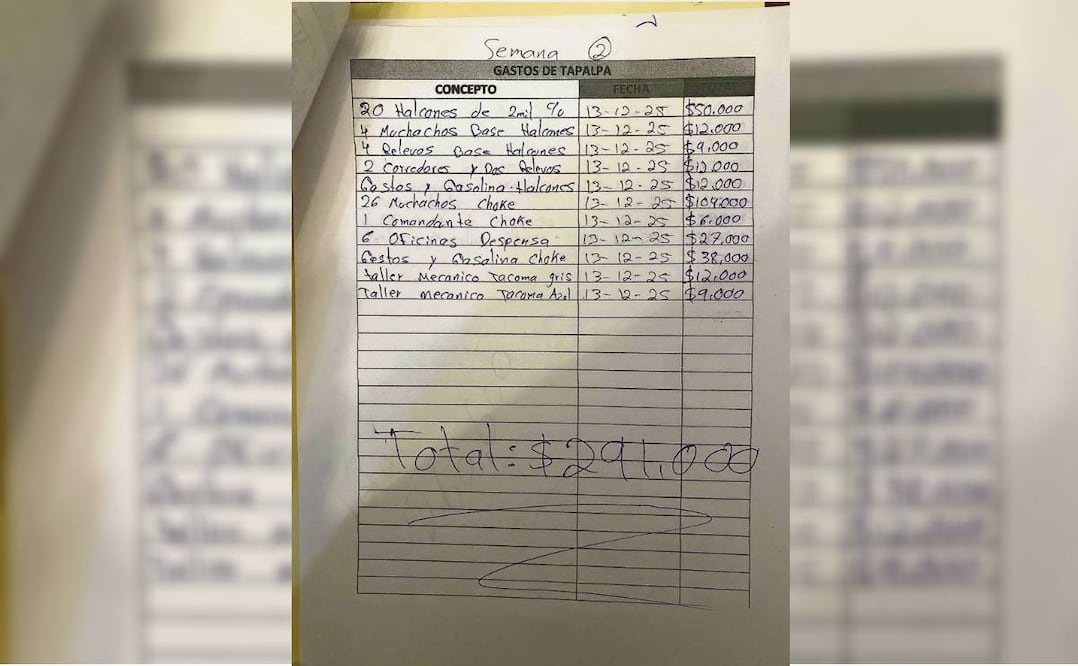 Semana 2
GASTOS DE TAPALPA
CONCEPTO FECHA TOTAL
20 Halcones de 2mil % 13-12-25 $50.000
4 Muchachos Base Halcones 13-12-25 $12.000
4 Relevos Base Halcones 13-12-25 $9,000
2 Corredores y Dos Relevos 13-12-25 $12.000
Gastos y Gasolina Halcones 13-12-25 $12.000
26 Muchachos Choke 13-12-25 $104.000
1 Comandante Choke 13-12-25 $6.000
6 Oficinas Despensa 13-12-25 $27,000
Gastos y Gasolina Choke 13-12-25 $38,000
taller Mecanico Tacoma gris 13-12-25 $12,000
Taller mecanico Tacoma Azul 13-12-25 $9,000
Total: $291,000